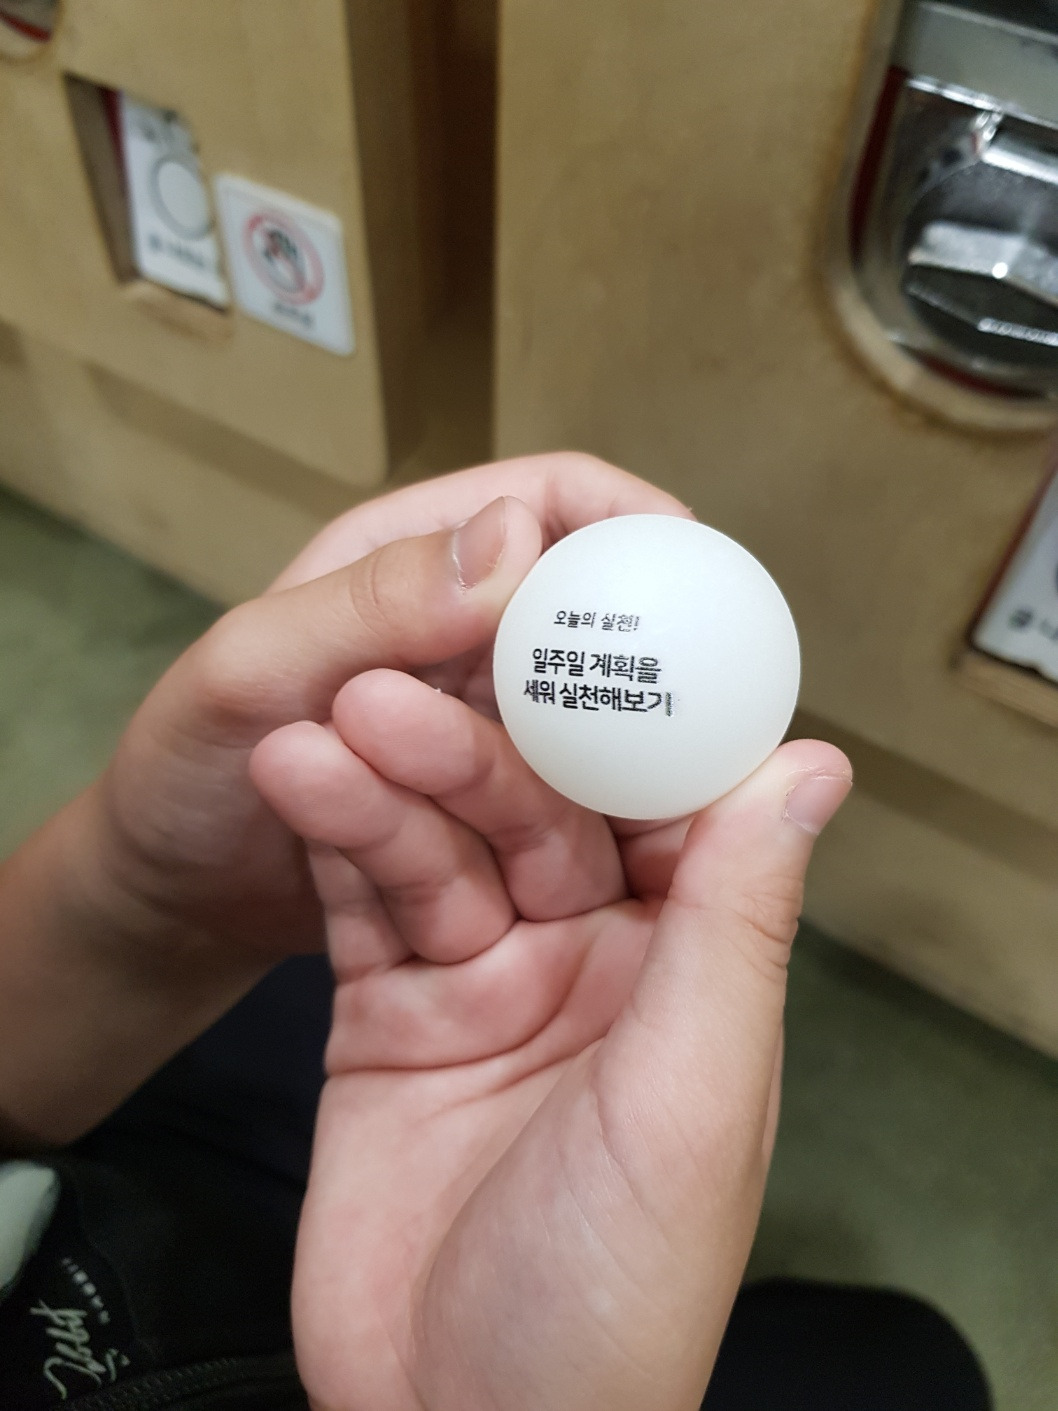 오늘의 실천!
일주일 계획을
세워 실천해보기